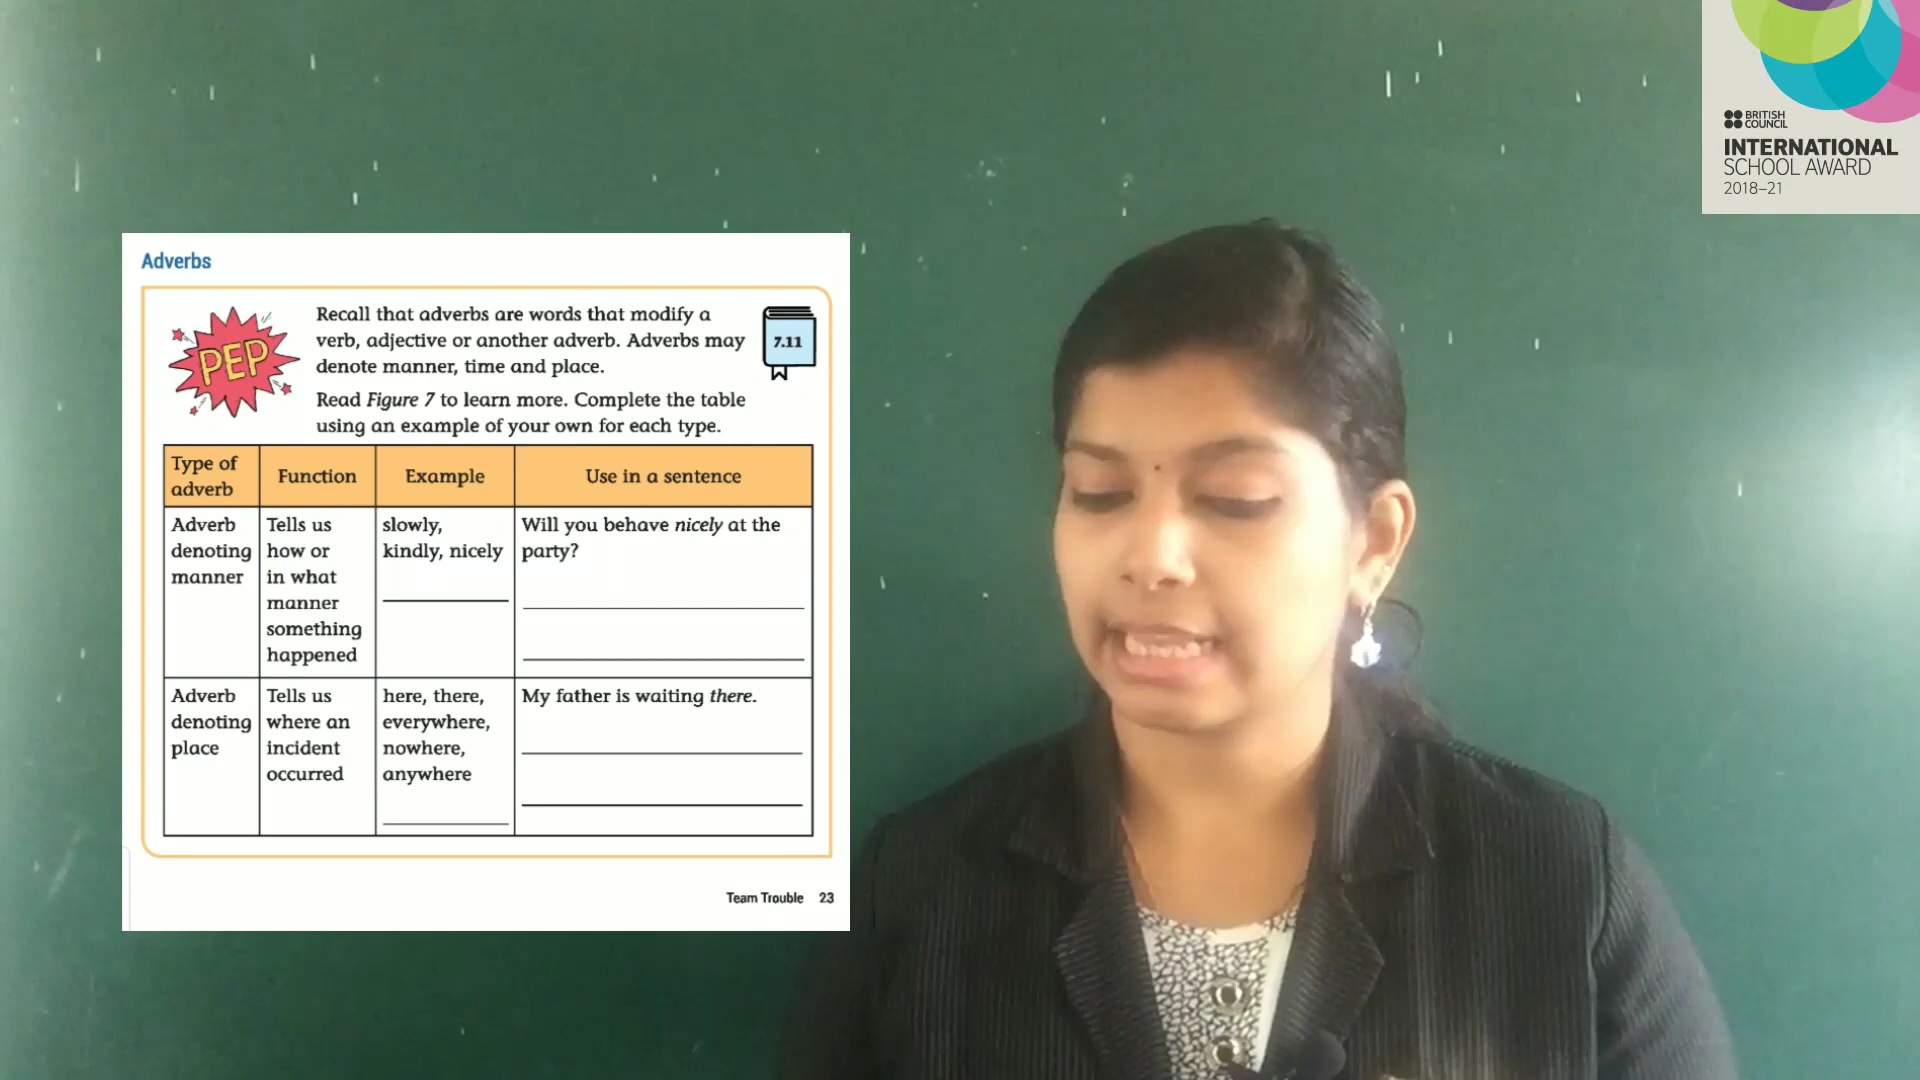 Adverbs
PEP
Recall that adverbs are words that modify a
verb, adjective or another adverb. Adverbs may
denote manner, time and place.
7.11
Read Figure 7 to learn more. Complete the table
using an example of your own for each type.
Type of
adverb
Function
Example
Use in a sentence
Adverb
denoting
manner
Tells us
how or
in what
manner
something
happened
slowly,
kindly, nicely
Will you behave nicely at the
party?
Adverb
denoting
place
Tells us
where an
incident
occurred
here, there,
everywhere,
nowhere,
anywhere
My father is waiting there.
Team Trouble 23
BRITISH
COUNCIL
INTERNATIONAL
SCHOOL AWARD
2018–21